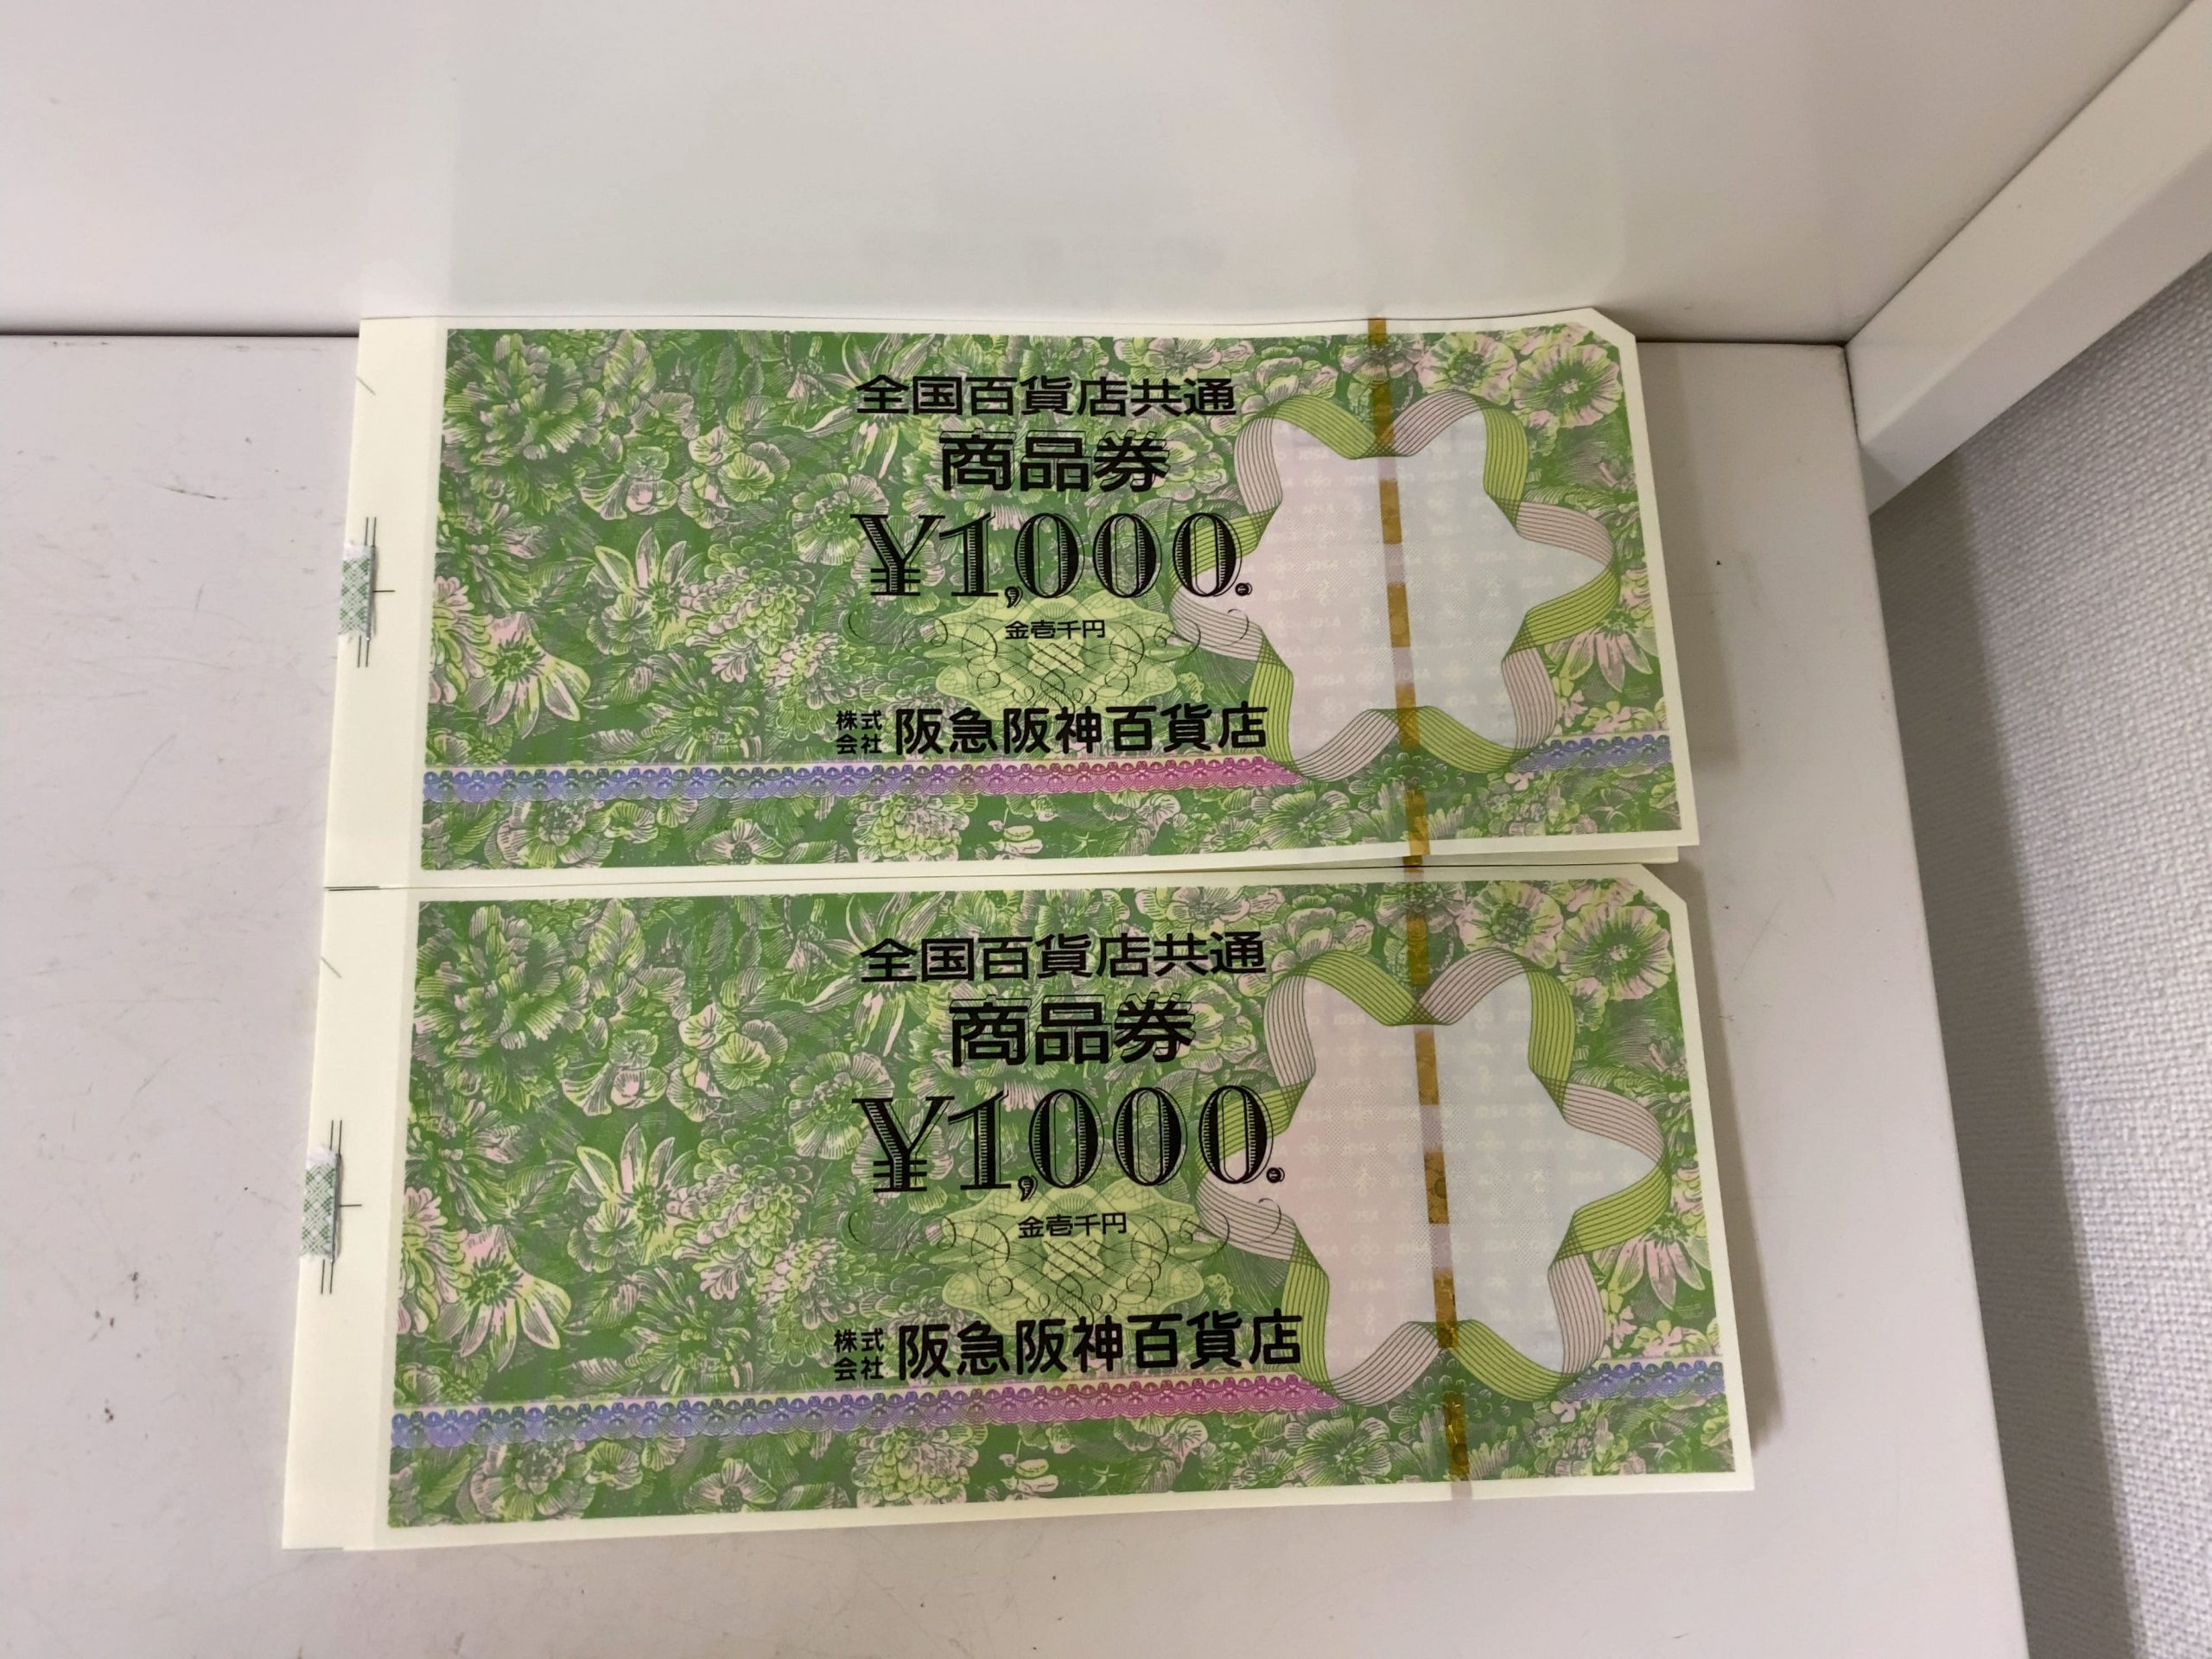 全国百貨店共通
商品券
¥1,000.
金壱千円
株式会社 阪急阪神百貨店
全国百貨店共通
商品券
¥1,000.
金壱千円
株式会社 阪急阪神百貨店